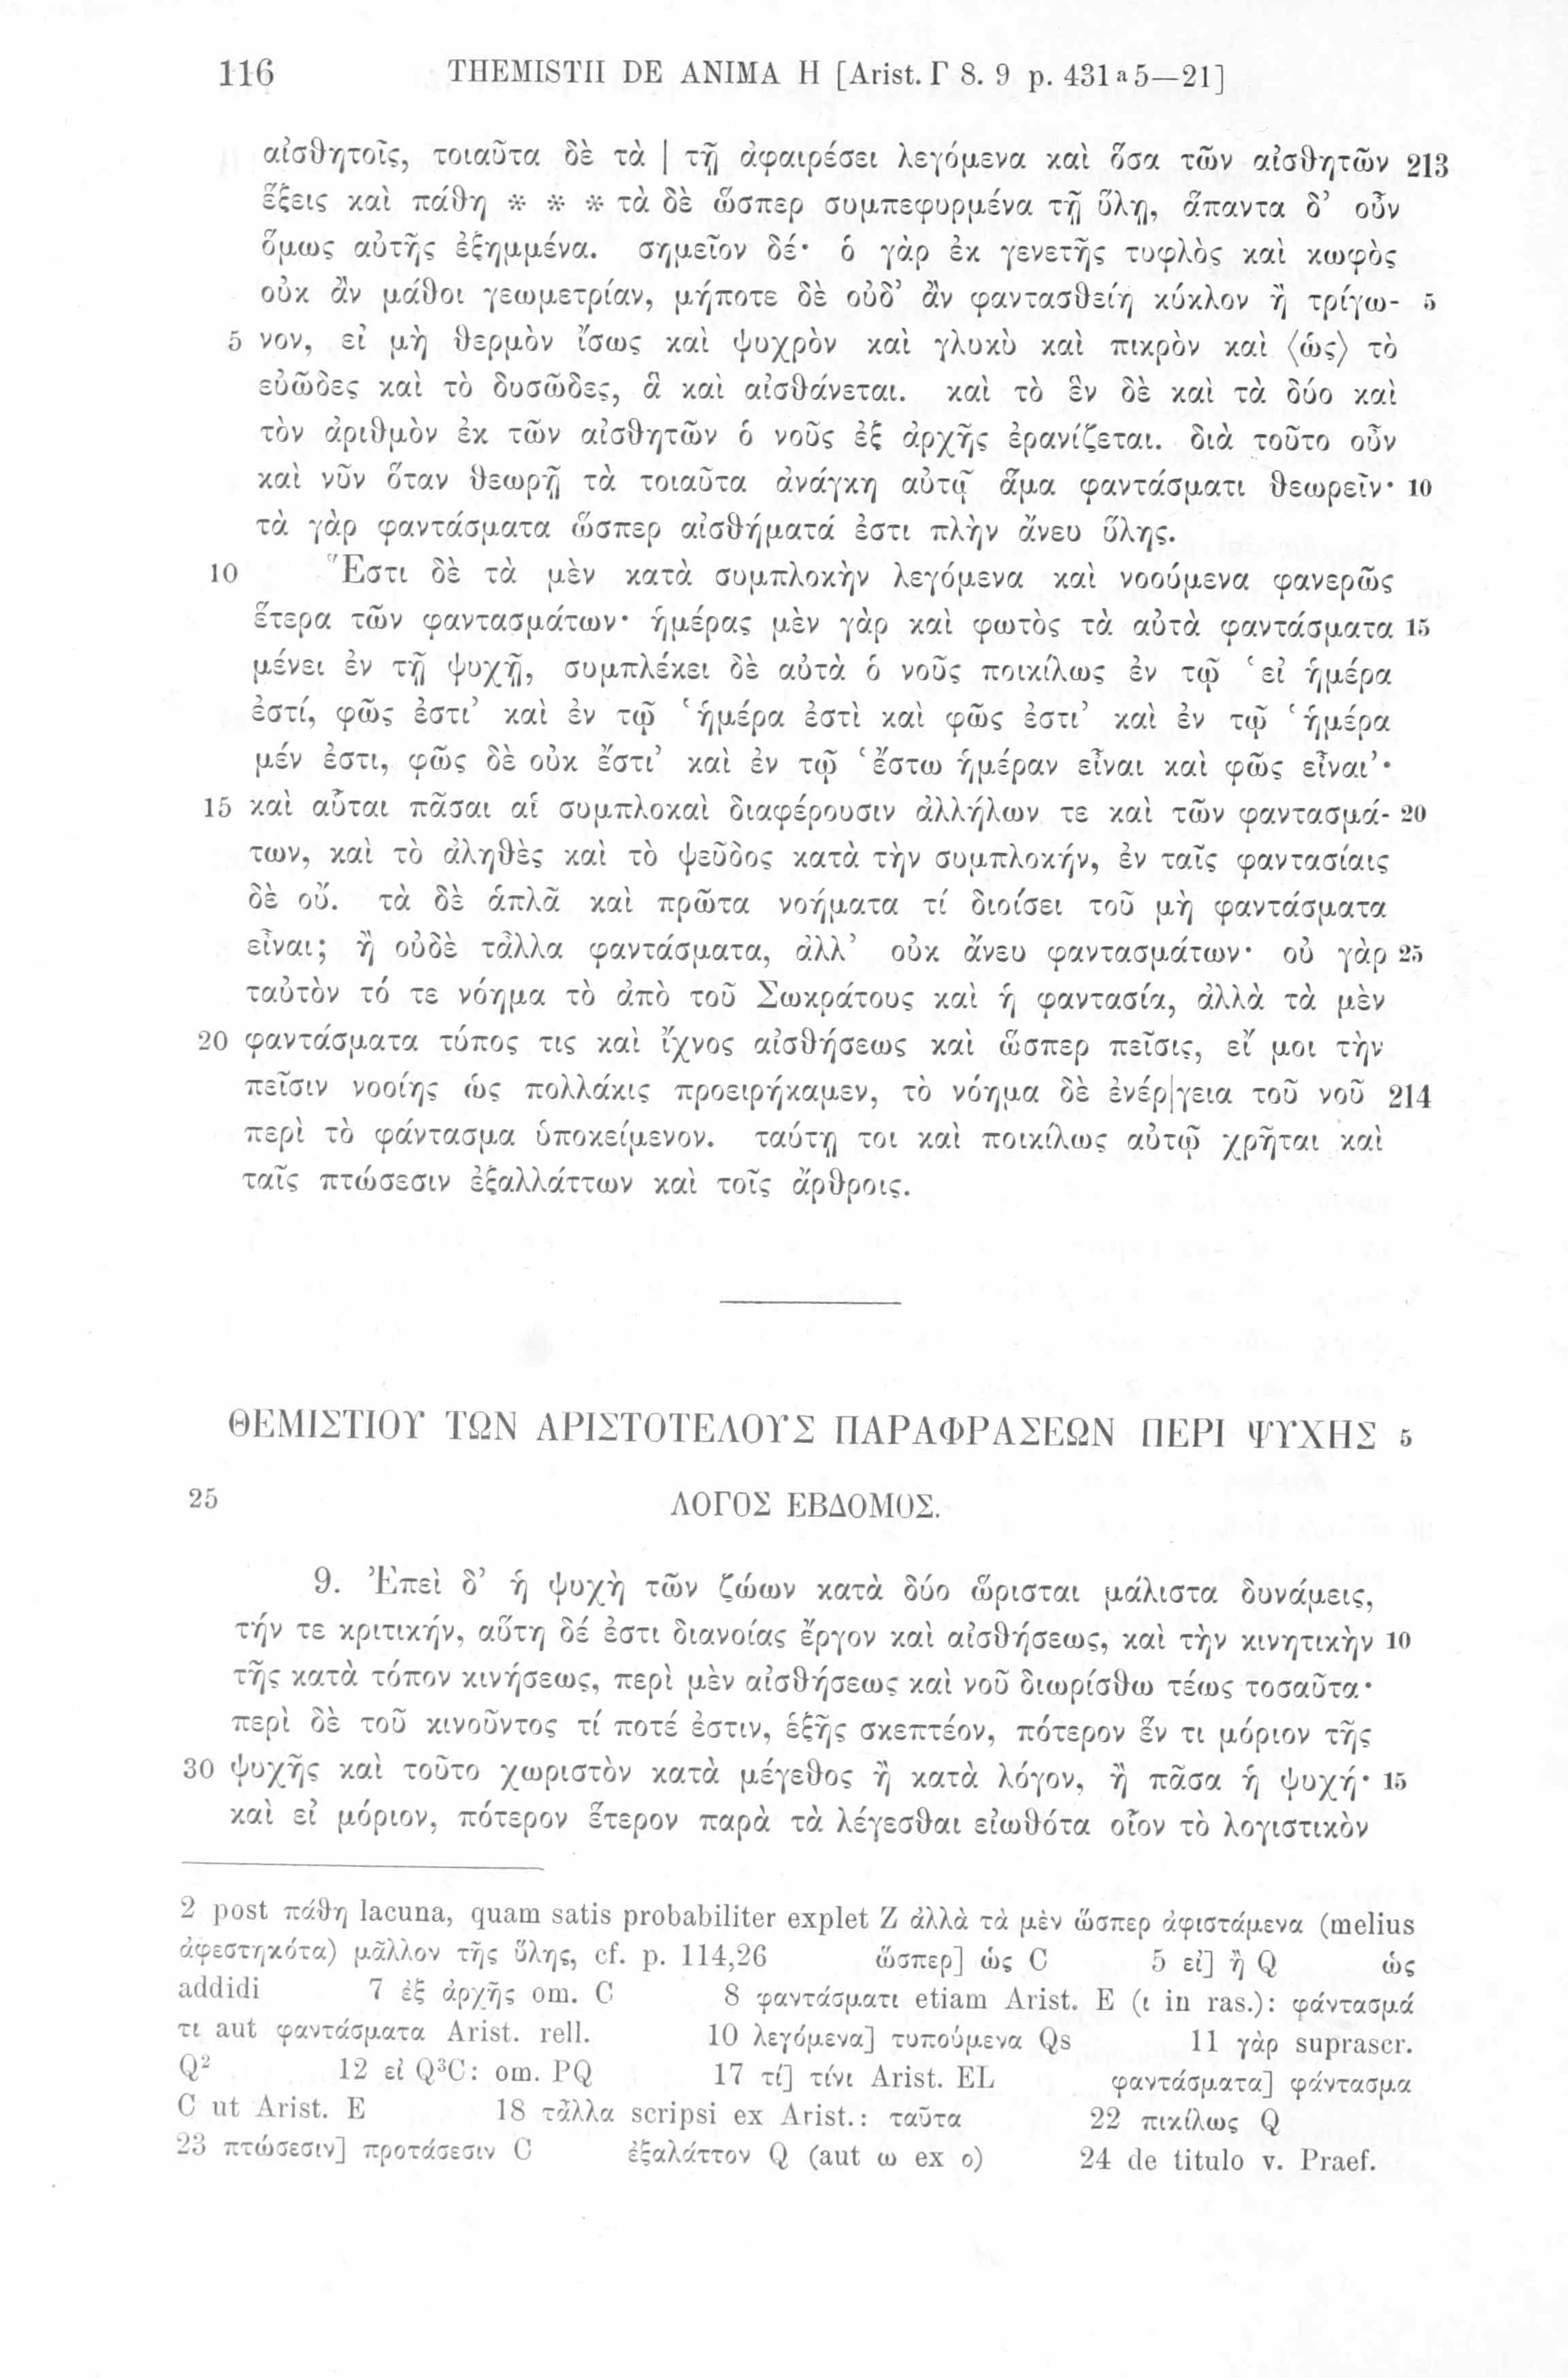 116 THEMISTII DE ANIMA H [Arist. Γ 8. 9 p. 431 a 5—21]
αἰσθητοῖς, τοιαῦτα δὲ τὰ | τῇ ἀφαιρέσει λεγόμενα καὶ ὅσα τῶν αἰσθητῶν 213
ἕξεις καὶ πάθη * * * τὰ δὲ ὥσπερ συμπεφυρμένα τῇ ὕλῃ, ἅπαντα δ’ οὖν
ὅμως αὐτῆς ἐξημμένα. σημεῖον δέ· ὁ γὰρ ἐκ γενετῆς τυφλὸς καὶ κωφὸς
οὐκ ἂν μάθοι γεωμετρίαν, μήποτε δὲ οὐδ’ ἂν φαντασθείη κύκλον ἢ τρίγω- 5
5 νον, εἰ μὴ θερμὸν ἴσως καὶ ψυχρὸν καὶ γλυκὺ καὶ πικρὸν καὶ ⟨ὡς⟩ τὸ
εὐῶδες καὶ τὸ δυσῶδες, ἃ καὶ αἰσθάνεται. καὶ τὸ ἓν δὲ καὶ τὰ δύο καὶ
τὸν ἀριθμὸν ἐκ τῶν αἰσθητῶν ὁ νοῦς ἐξ ἀρχῆς ἐρανίζεται. διὰ τοῦτο οὖν
καὶ νῦν ὅταν θεωρῇ τὰ τοιαῦτα ἀνάγκη αὐτῷ ἅμα φαντάσματι θεωρεῖν· 10
τὰ γὰρ φαντάσματα ὥσπερ αἰσθήματά ἐστι πλὴν ἄνευ ὕλης.
10 Ἔστι δὲ τὰ μὲν κατὰ συμπλοκὴν λεγόμενα καὶ νοούμενα φανερῶς
ἕτερα τῶν φαντασμάτων· ἡμέρας μὲν γὰρ καὶ φωτὸς τὰ αὐτὰ φαντάσματα 15
μένει ἐν τῇ ψυχῇ, συμπλέκει δὲ αὐτὰ ὁ νοῦς ποικίλως ἐν τῷ ‘εἰ ἡμέρα
ἐστί, φῶς ἐστι’ καὶ ἐν τῷ ‘ἡμέρα ἐστὶ καὶ φῶς ἐστι’ καὶ ἐν τῷ ‘ἡμέρα
μέν ἐστι, φῶς δὲ οὐκ ἔστι’ καὶ ἐν τῷ ‘ἔστω ἡμέραν εἶναι καὶ φῶς εἶναι’·
15 καὶ αὗται πᾶσαι αἱ συμπλοκαὶ διαφέρουσιν ἀλλήλων τε καὶ τῶν φαντασμά- 20
των, καὶ τὸ ἀληθὲς καὶ τὸ ψεῦδος κατὰ τὴν συμπλοκήν, ἐν ταῖς φαντασίαις
δὲ οὔ. τὰ δὲ ἁπλᾶ καὶ πρῶτα νοήματα τί διοίσει τοῦ μὴ φαντάσματα
εἶναι; ἢ οὐδὲ τἆλλα φαντάσματα, ἀλλ’ οὐκ ἄνευ φαντασμάτων· οὐ γὰρ 25
ταὐτὸν τό τε νόημα τὸ ἀπὸ τοῦ Σωκράτους καὶ ἡ φαντασία, ἀλλὰ τὰ μὲν
20 φαντάσματα τύπος τις καὶ ἴχνος αἰσθήσεως καὶ ὥσπερ πεῖσις, εἴ μοι τὴν
πεῖσιν νοοίης ὡς πολλάκις προειρήκαμεν, τὸ νόημα δὲ ἐνέρ|γεια τοῦ νοῦ 214
περὶ τὸ φάντασμα ὑποκείμενον. ταύτῃ τοι καὶ ποικίλως αὐτῷ χρῆται καὶ
ταῖς πτώσεσιν ἐξαλλάττων καὶ τοῖς ἄρθροις.
ΘΕΜΙΣΤΙΟΥ ΤΩΝ ΑΡΙΣΤΟΤΕΛΟΥΣ ΠΑΡΑΦΡΑΣΕΩΝ ΠΕΡΙ ΨΥΧΗΣ 5
25 ΛΟΓΟΣ ΕΒΔΟΜΟΣ.
9. Ἐπεὶ δ’ ἡ ψυχὴ τῶν ζώων κατὰ δύο ὥρισται μάλιστα δυνάμεις,
τήν τε κριτικήν, αὕτη δέ ἐστι διανοίας ἔργον καὶ αἰσθήσεως, καὶ τὴν κινητικὴν 10
τῆς κατὰ τόπον κινήσεως, περὶ μὲν αἰσθήσεως καὶ νοῦ διωρίσθω τέως τοσαῦτα·
περὶ δὲ τοῦ κινοῦντος τί ποτέ ἐστιν, ἑξῆς σκεπτέον, πότερον ἕν τι μόριον τῆς
30 ψυχῆς καὶ τοῦτο χωριστὸν κατὰ μέγεθος ἢ κατὰ λόγον, ἢ πᾶσα ἡ ψυχή· 15
καὶ εἰ μόριον, πότερον ἕτερον παρὰ τὰ λέγεσθαι εἰωθότα οἷον τὸ λογιστικὸν
2 post πάθη lacuna, quam satis probabiliter explet Z ἀλλὰ τὰ μὲν ὥσπερ ἀφιστάμενα (melius
ἀφεστηκότα) μᾶλλον τῆς ὕλης, cf. p. 114,26 ὥσπερ] ὡς C 5 εἰ] ἢ Q ὡς
addidi 7 ἐξ ἀρχῆς om. C 8 φαντάσματι etiam Arist. E (ι in ras.): φάντασμά
τι aut φαντάσματα Arist. rell. 10 λεγόμενα] τυπούμενα Qs 11 γὰρ suprascr.
Q² 12 εἰ Q³C: om. PQ 17 τί] τίνι Arist. EL φαντάσματα] φάντασμα
C ut Arist. E 18 τἆλλα scripsi ex Arist.: ταῦτα 22 πικίλως Q
23 πτώσεσιν] προτάσεσιν C ἐξαλάττον Q (aut ω ex ο) 24 de titulo v. Praef.